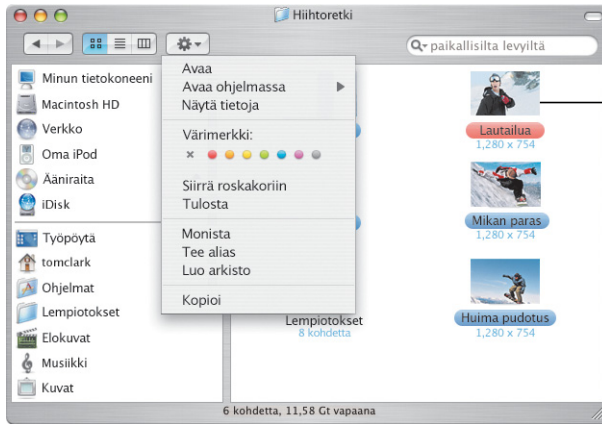 Hiihtoretki
paikallisilta levyiltä
Minun tietokoneeni
Macintosh HD
Verkko
Oma iPod
Ääniraita
iDisk
Työpöytä
tomclark
Ohjelmat
Lempiotokset
Elokuvat
Musiikki
Kuvat
Avaa
Avaa ohjelmassa
Näytä tietoja
Värimerkki:
Siirrä roskakoriin
Tulosta
Monista
Tee alias
Luo arkisto
Kopioi
Lempiotokset
8 kohdetta
Lautailua
1,280 x 754
Mikan paras
1,280 x 754
Huima pudotus
1,280 x 754
6 kohdetta, 11,58 Gt vapaana